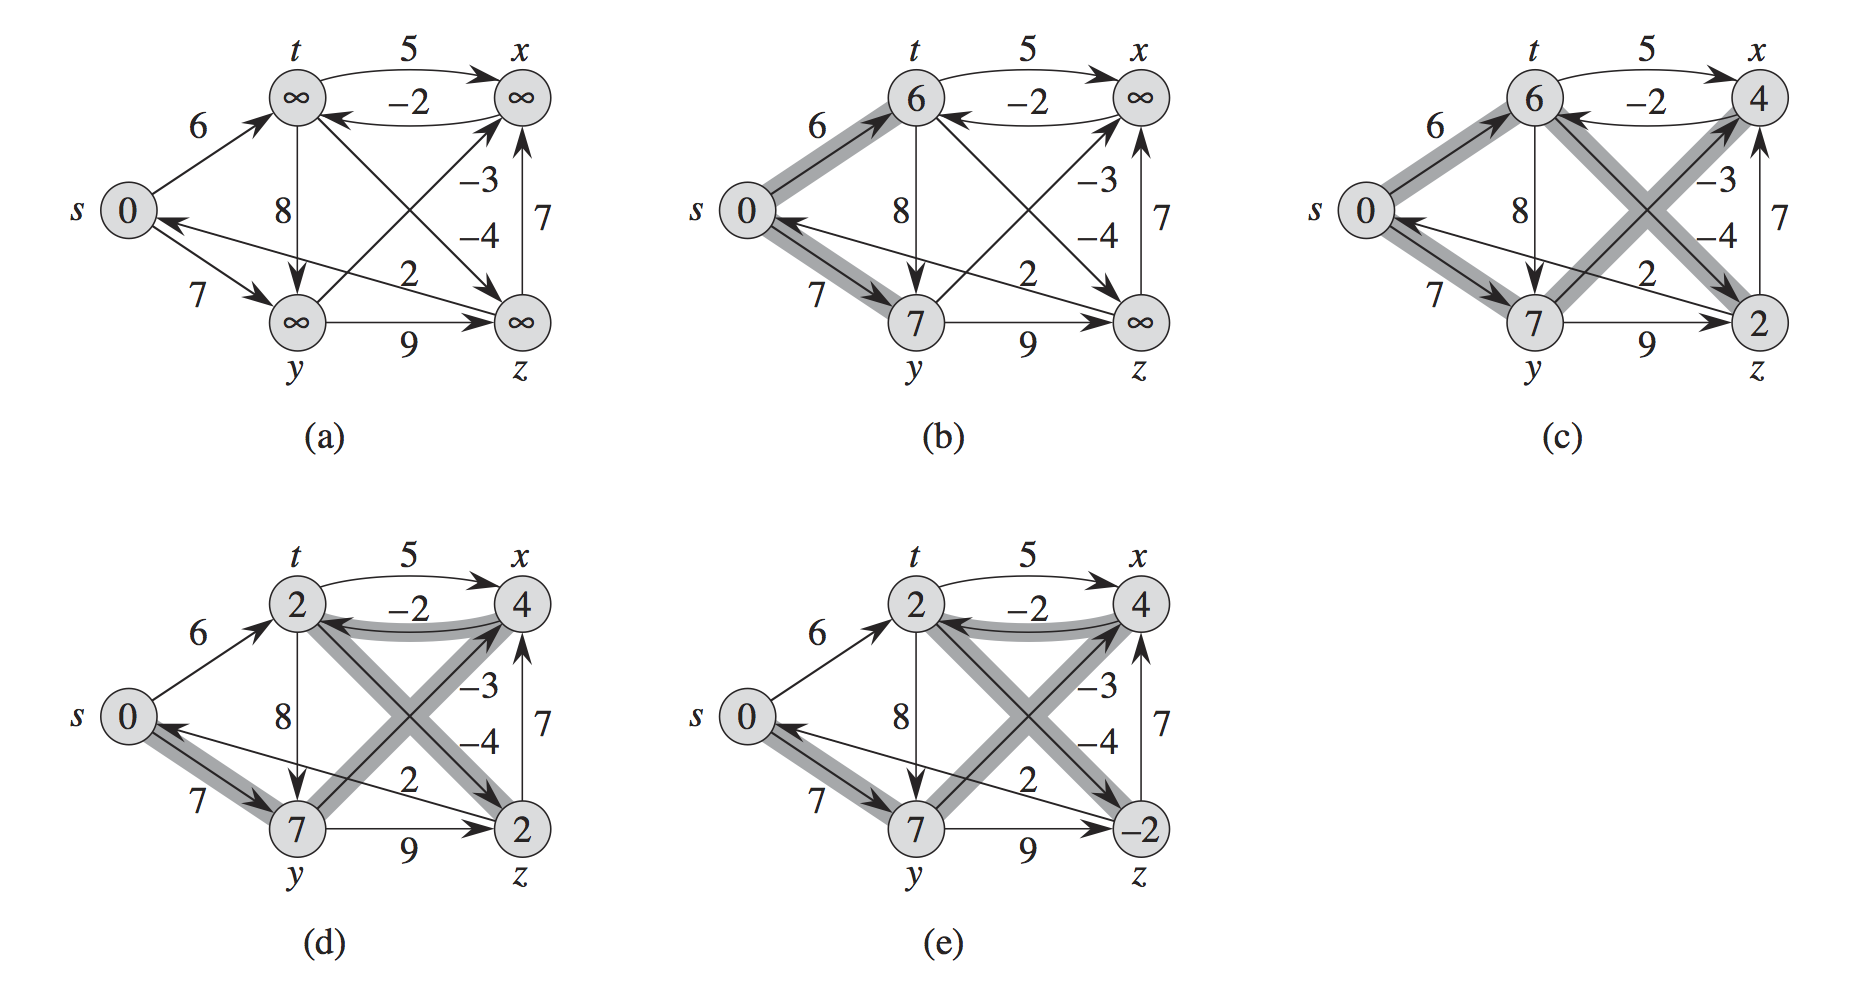 t 5 x t 5 x t 5 x
∞ −2 ∞ 6 −2 ∞ 6 −2 4
6 6 6
−3 −3 −3
s 0 8 7 s 0 8 7 s 0 8 7
−4 −4 −4
7 2 7 2 7 2
∞ ∞ 7 ∞ 7 2
9 9 9
y z y z y z
(a) (b) (c)
t 5 x t 5 x
2 −2 4 2 −2 4
6 6
−3 −3
s 0 8 7 s 0 8 7
−4 −4
7 2 7 2
7 2 7 −2
9 9
y z y z
(d) (e)